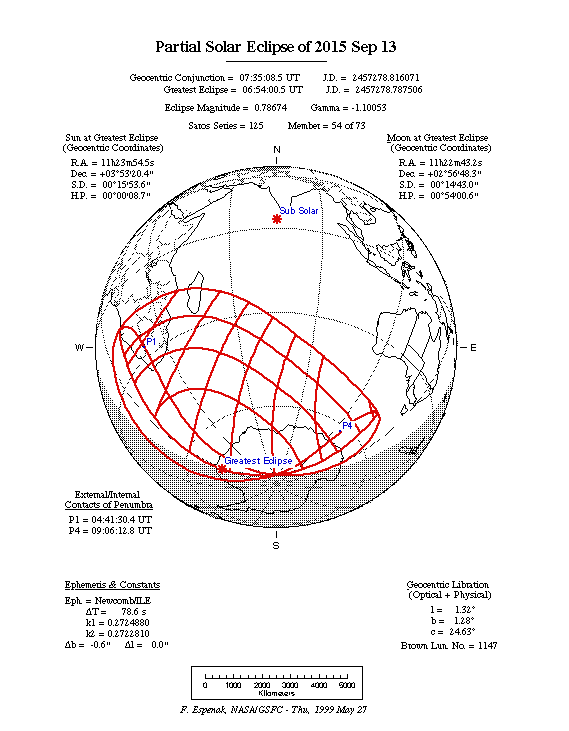 Partial Solar Eclipse of 2015 Sep 13
Geocentric Conjunction = 07:35:08.5 UT J.D. = 2457278.816071
Greatest Eclipse = 06:54:00.5 UT J.D. = 2457278.787506
Eclipse Magnitude = 0.78674 Gamma = -1.10053
Saros Series = 125 Member = 54 of 73
Sun at Greatest Eclipse
(Geocentric Coordinates)
R.A. = 11h23m54.5s
Dec. = +03°53'20.4"
S.D. = 00°15'53.6"
H.P. = 00°00'08.7"
Moon at Greatest Eclipse
(Geocentric Coordinates)
R.A. = 11h22m43.2s
Dec. = +02°56'48.3"
S.D. = 00°14'43.0"
H.P. = 00°54'00.6"
N
Sub Solar
P1
W
E
P4
Greatest Eclipse
S
External/Internal
Contacts of Penumbra
P1 = 04:41:30.4 UT
P4 = 09:06:12.8 UT
Ephemeris & Constants
Eph. = Newcomb/ILE
ΔT = 78.6 s
k1 = 0.2724880
k2 = 0.2722810
Δb = -0.6" Δl = 0.0"
Geocentric Libration
(Optical + Physical)
l = 1.32°
b = 1.28°
c = 24.63°
Brown Lun. No. = 1147
0 1000 2000 3000 4000 5000
Kilometers
F. Espenak, NASA/GSFC - Thu, 1999 May 27